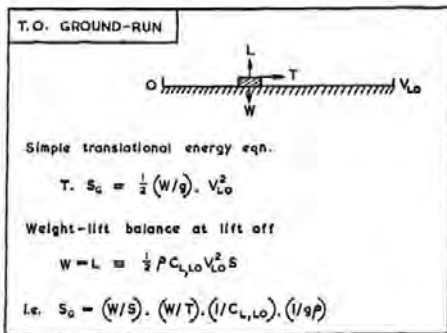 T.O. GROUND-RUN
L
T
O
V_LO
W
Simple translational energy eqn.
T. S_G = ½ (W/g). V²_LO
Weight-lift balance at lift off
W = L = ½ ρ C_L,LO V²_LO S
i.e. S_G = (W/S). (W/T). (1/C_L,LO). (1/gρ)